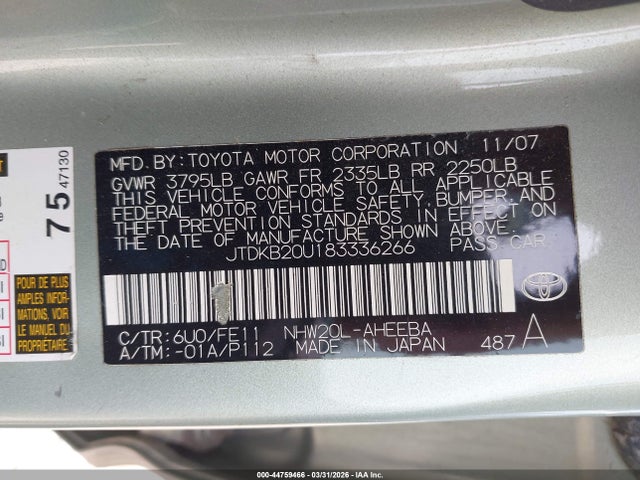 MFD. BY: TOYOTA MOTOR CORPORATION 11/07
GVWR 3795LB GAWR FR 2335LB RR 2250LB
THIS VEHICLE CONFORMS TO ALL APPLICABLE
FEDERAL MOTOR VEHICLE SAFETY, BUMPER, AND
THEFT PREVENTION STANDARDS IN EFFECT ON
THE DATE OF MANUFACTURE SHOWN ABOVE.
JTDKB20U183336266 PASS. CAR
C/TR: 6U0/FE11 NHW20L-AHEEBA
A/TM: -01A/P112 MADE IN JAPAN 487 A
TOYOTA
75 47130
POUR DE PLUS
AMPLES INFOR-
MATIONS, VOIR
LE MANUEL DU
PROPRIÉTAIRE
000-44759466 - 03/31/2026 - IAA Inc.